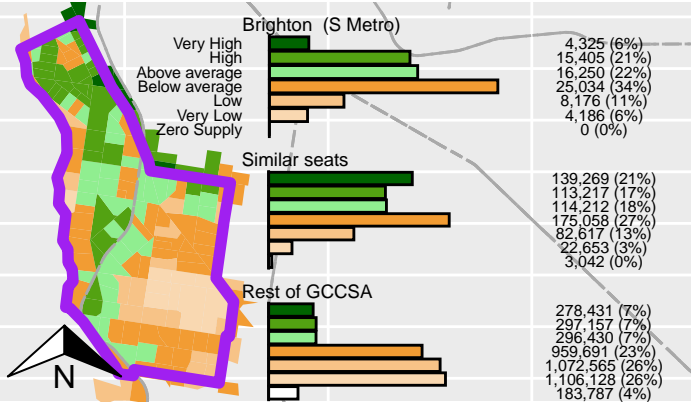 Brighton  (S Metro)
Very High 4,325 (6%)
High 15,405 (21%)
Above average 16,250 (22%)
Below average 25,034 (34%)
Low 8,176 (11%)
Very Low 4,186 (6%)
Zero Supply 0 (0%)
Similar seats
139,269 (21%)
113,217 (17%)
114,212 (18%)
175,058 (27%)
82,617 (13%)
22,653 (3%)
3,042 (0%)
Rest of GCCSA
278,431 (7%)
297,157 (7%)
296,430 (7%)
959,691 (23%)
1,072,565 (26%)
1,106,128 (26%)
183,787 (4%)
N